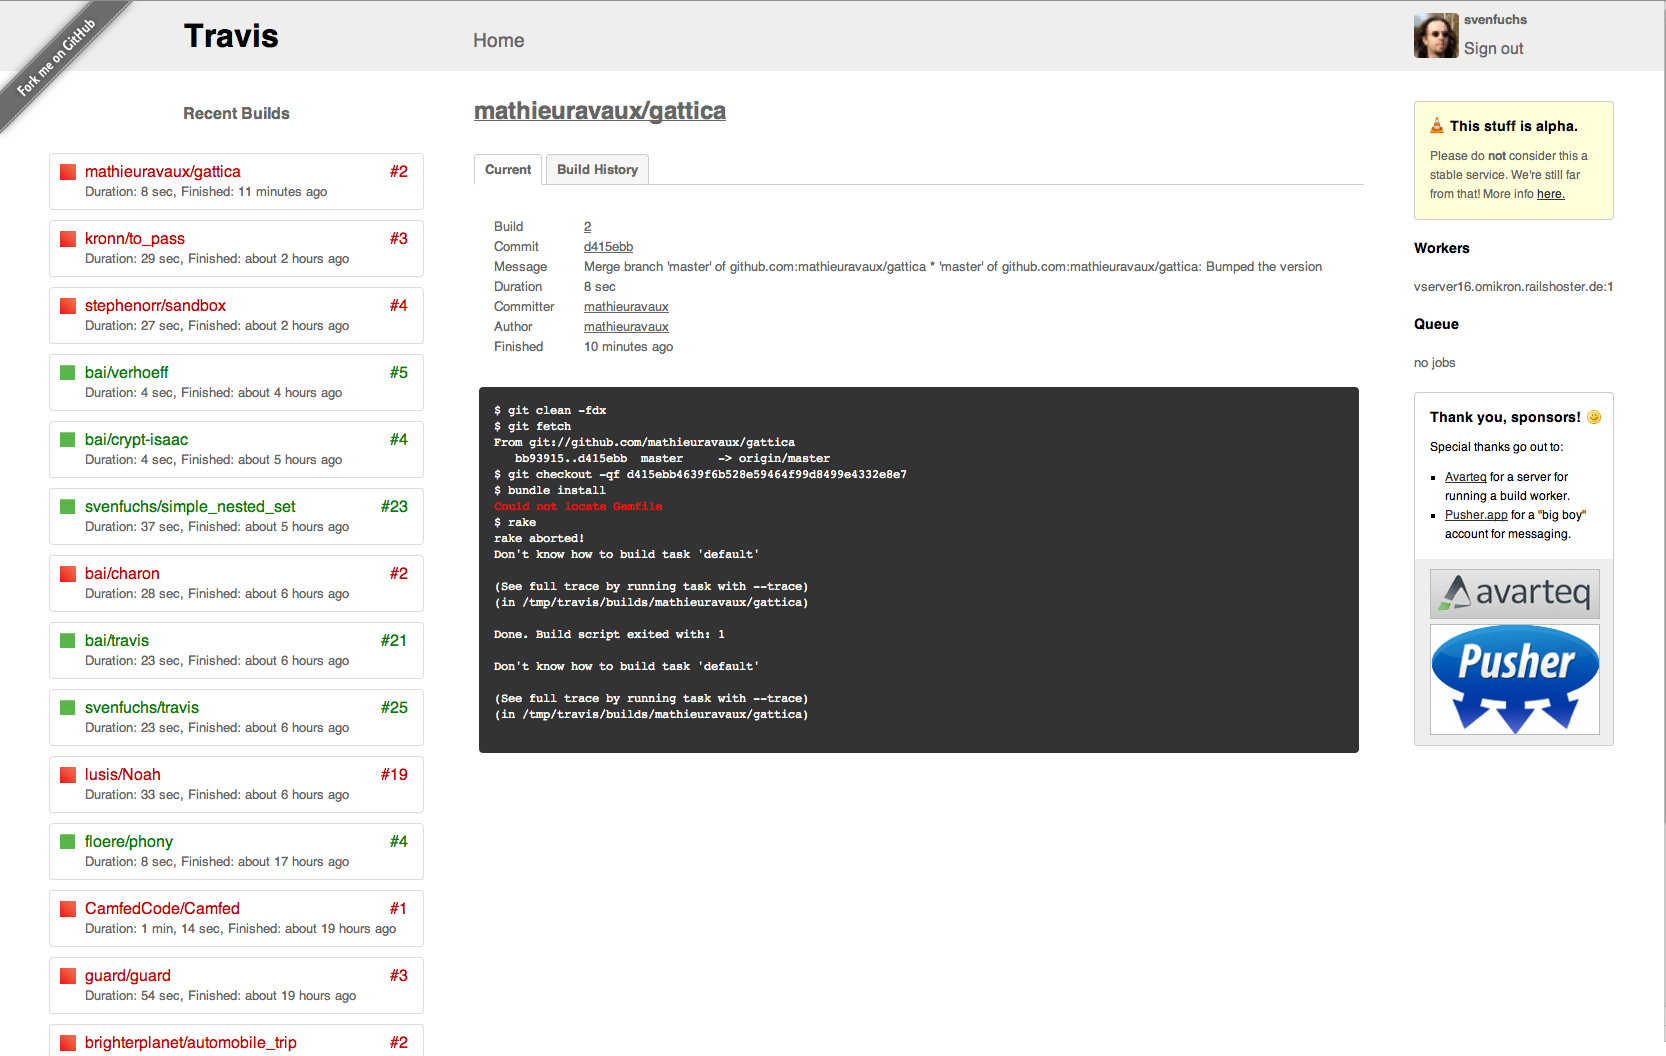 Fork me on GitHub
Travis
Home
svenfuchs
Sign out
Recent Builds
mathieuravaux/gattica #2
Duration: 8 sec, Finished: 11 minutes ago
kronn/to_pass #3
Duration: 29 sec, Finished: about 2 hours ago
stephenorr/sandbox #4
Duration: 27 sec, Finished: about 2 hours ago
bai/verhoeff #5
Duration: 4 sec, Finished: about 4 hours ago
bai/crypt-isaac #4
Duration: 4 sec, Finished: about 5 hours ago
svenfuchs/simple_nested_set #23
Duration: 37 sec, Finished: about 5 hours ago
bai/charon #2
Duration: 28 sec, Finished: about 6 hours ago
bai/travis #21
Duration: 23 sec, Finished: about 6 hours ago
svenfuchs/travis #25
Duration: 23 sec, Finished: about 6 hours ago
lusis/Noah #19
Duration: 33 sec, Finished: about 6 hours ago
floere/phony #4
Duration: 8 sec, Finished: about 17 hours ago
CamfedCode/Camfed #1
Duration: 1 min, 14 sec, Finished: about 19 hours ago
guard/guard #3
Duration: 54 sec, Finished: about 19 hours ago
brighterplanet/automobile_trip #2
mathieuravaux/gattica
Current
Build History
Build 2
Commit d415ebb
Message Merge branch 'master' of github.com:mathieuravaux/gattica * 'master' of github.com:mathieuravaux/gattica: Bumped the version
Duration 8 sec
Committer mathieuravaux
Author mathieuravaux
Finished 10 minutes ago
$ git clean -fdx
$ git fetch
From git://github.com/mathieuravaux/gattica
bb93915..d415ebb master -> origin/master
$ git checkout -qf d415ebb4639f6b528e59464f99d8499e4332e8e7
$ bundle install
Could not locate Gemfile
$ rake
rake aborted!
Don't know how to build task 'default'
(See full trace by running task with --trace)
(in /tmp/travis/builds/mathieuravaux/gattica)
Done. Build script exited with: 1
Don't know how to build task 'default'
(See full trace by running task with --trace)
(in /tmp/travis/builds/mathieuravaux/gattica)
This stuff is alpha.
Please do not consider this a
stable service. We're still far
from that! More info here.
Workers
vserver16.omikron.railshoster.de:1
Queue
no jobs
Thank you, sponsors!
Special thanks go out to:
Avarteq for a server for
running a build worker.
Pusher.app for a "big boy"
account for messaging.
avarteq
Pusher